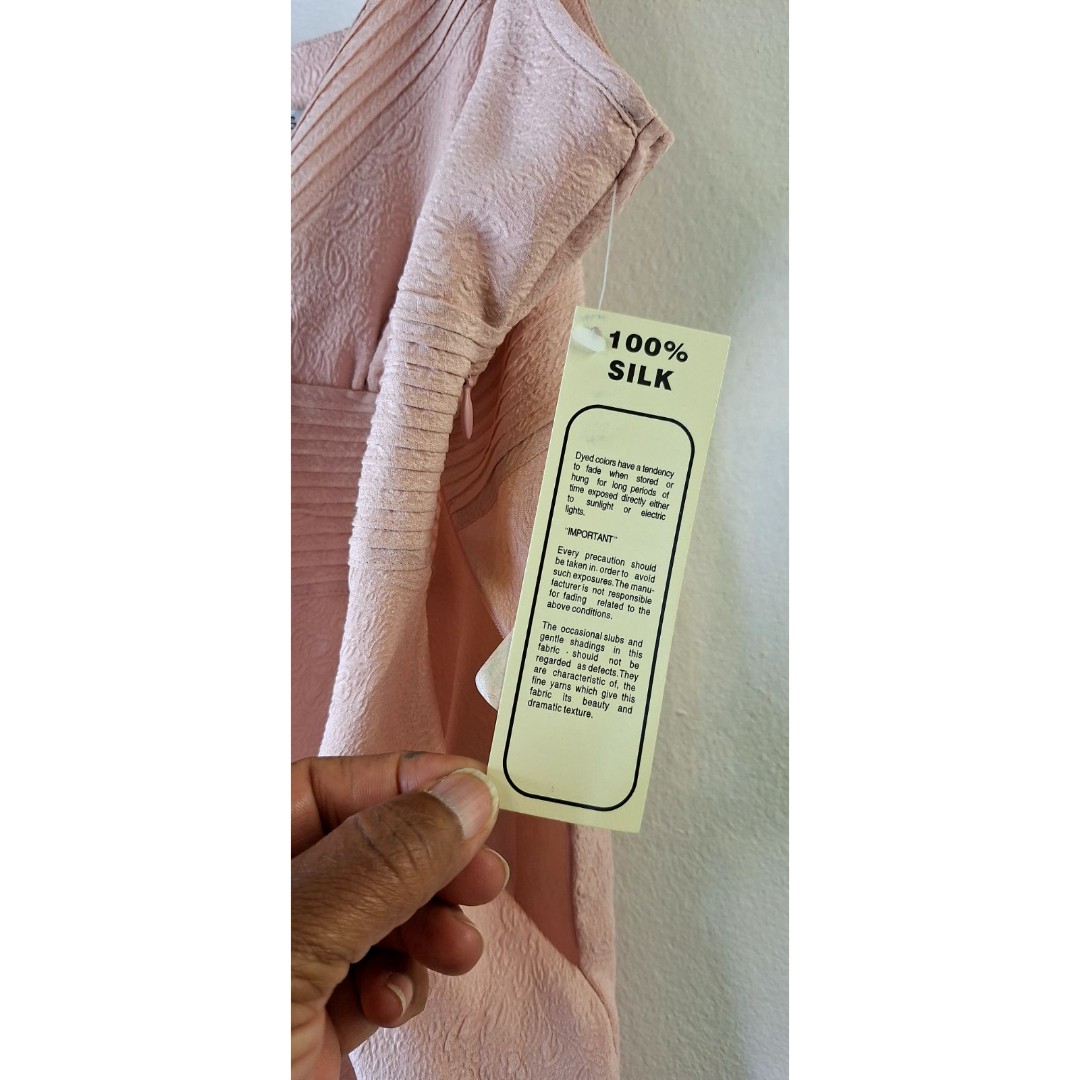 100%
SILK
Dyed colors have a tendency
to fade when stored or
hung for long periods of
time exposed directly either
to sunlight or electric
lights.
"IMPORTANT"
Every precaution should
be taken in. order to avoid
such exposures.The manu-
facturer is not responsible
for fading related to the
above conditions.
The occasional slubs and
gentle shadings in this
fabric - should not be
regarded as defects.They
are characteristic of, the
fine yarns which give this
fabric its beauty and
dramatic texture.